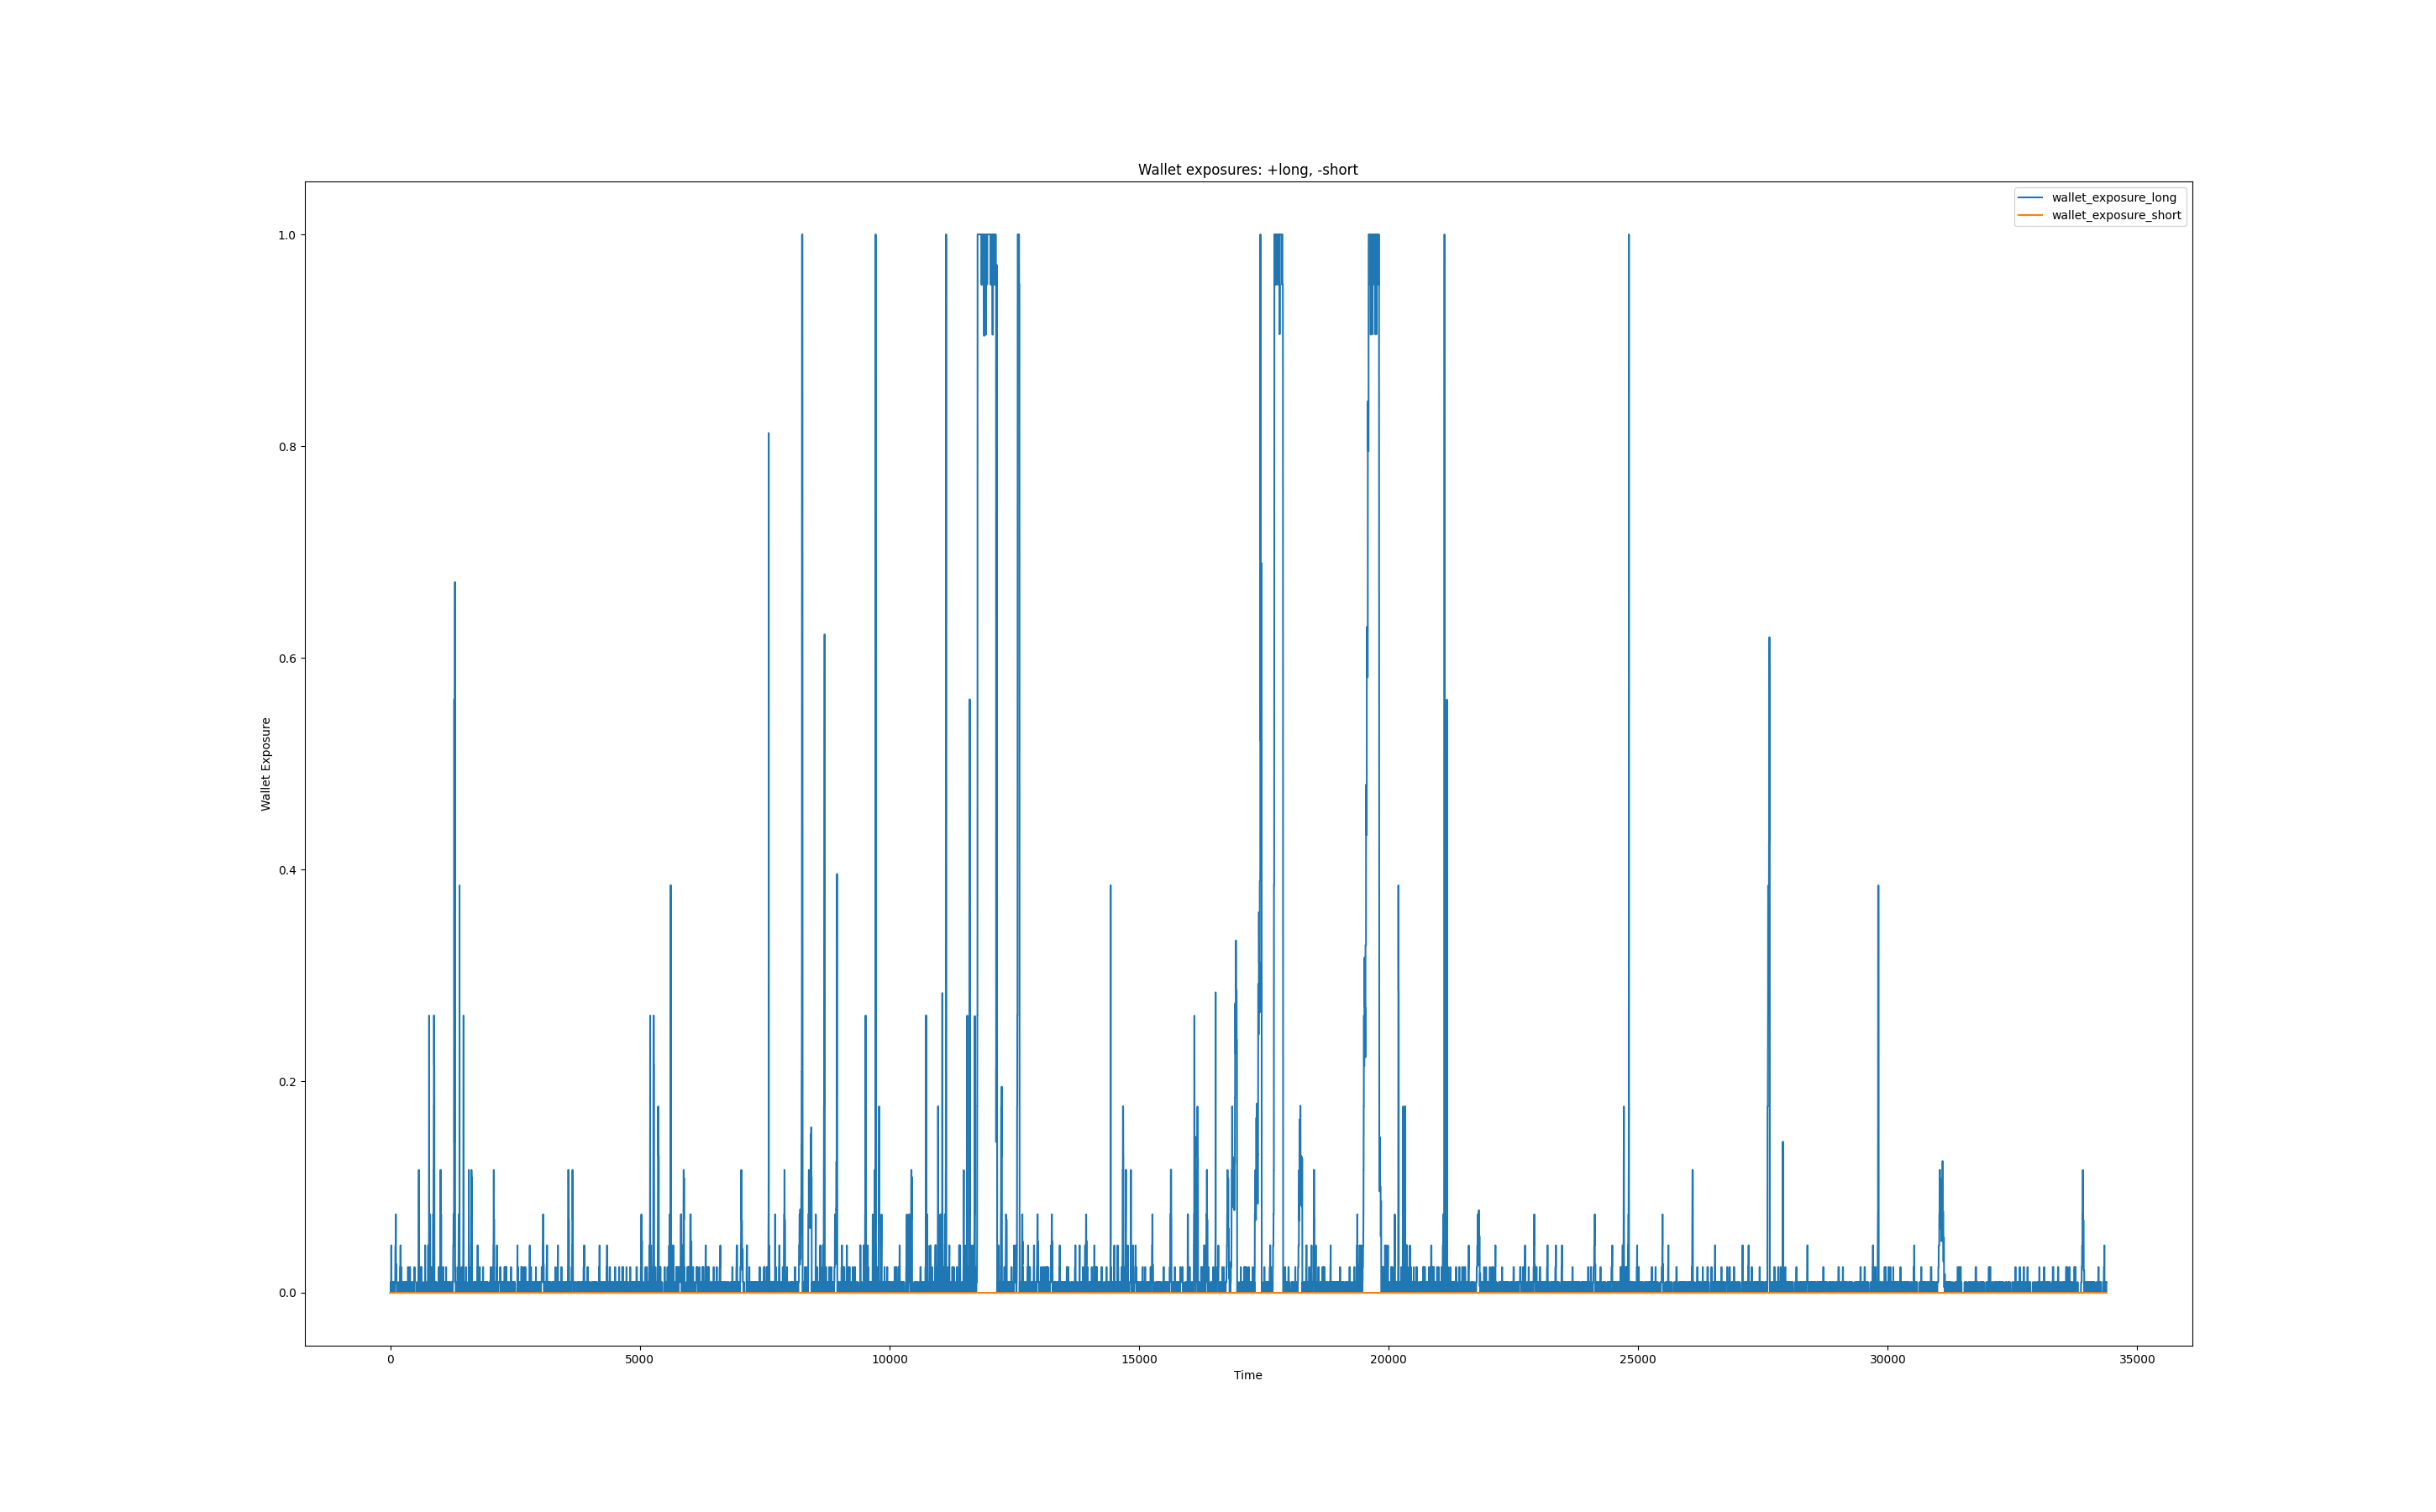 Wallet exposures: +long, -short
wallet_exposure_long
wallet_exposure_short
1.0
0.8
0.6
0.4
0.2
0.0
Wallet Exposure
0 5000 10000 15000 20000 25000 30000 35000
Time